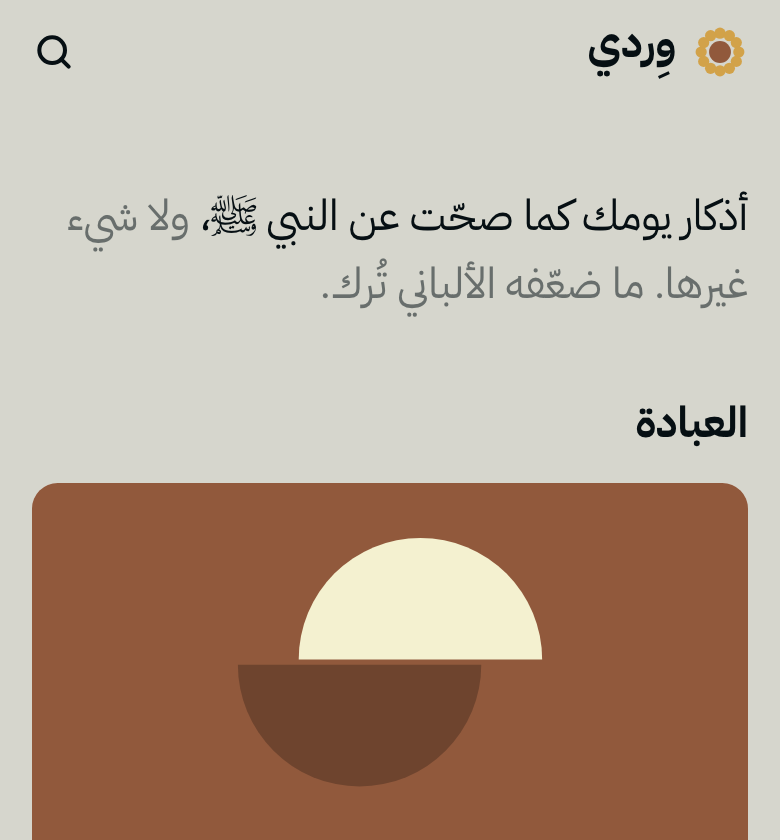 وِردي
أذكار يومك كما صحّت عن النبي ﷺ، ولا شيء
غيرها. ما ضعّفه الألباني تُرك.
العبادة